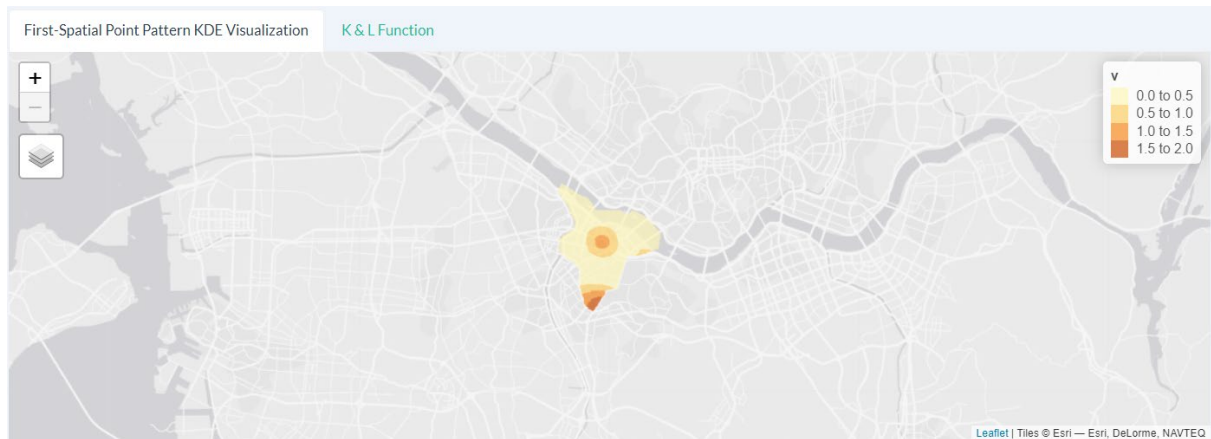 First-Spatial Point Pattern KDE Visualization
K & L Function
+
−
v
0.0 to 0.5
0.5 to 1.0
1.0 to 1.5
1.5 to 2.0
Leaflet | Tiles © Esri — Esri, DeLorme, NAVTEQ